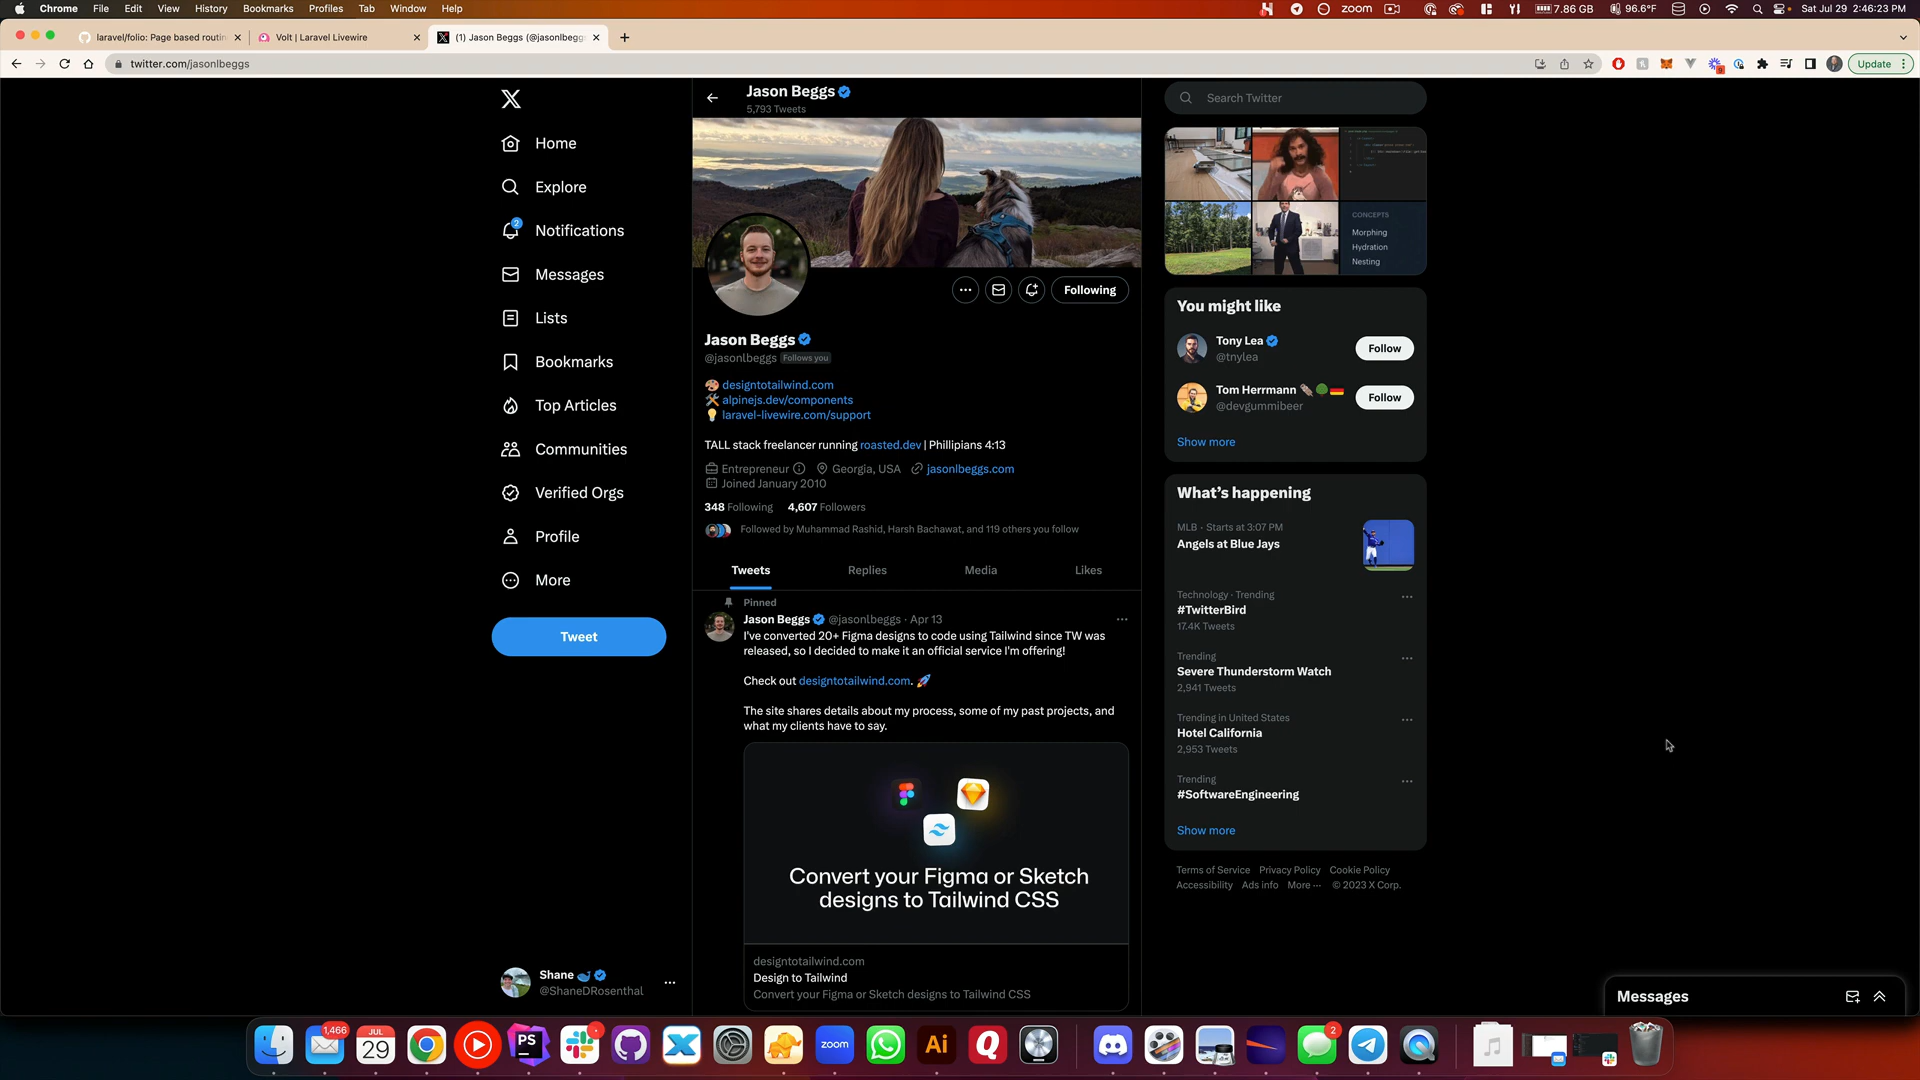 Chrome File Edit View History Bookmarks Profiles Tab Window Help
zoom 7.86 GB 96.6°F Sat Jul 29 2:46:23 PM
laravel/folio: Page based routin
Volt | Laravel Livewire
(1) Jason Beggs (@jasonlbeggs
twitter.com/jasonlbeggs
Update
Home
Explore
2
Notifications
Messages
Lists
Bookmarks
Top Articles
Communities
Verified Orgs
Profile
More
Tweet
Shane
@ShaneDRosenthal
Jason Beggs
5,793 Tweets
Following
Jason Beggs
@jasonlbeggs Follows you
designtotailwind.com
alpinejs.dev/components
laravel-livewire.com/support
TALL stack freelancer running roasted.dev | Phillipians 4:13
Entrepreneur Georgia, USA jasonlbeggs.com
Joined January 2010
348 Following 4,607 Followers
Followed by Muhammad Rashid, Harsh Bachawat, and 119 others you follow
Tweets Replies Media Likes
Pinned
Jason Beggs @jasonlbeggs · Apr 13
I've converted 20+ Figma designs to code using Tailwind since TW was
released, so I decided to make it an official service I'm offering!
Check out designtotailwind.com.
The site shares details about my process, some of my past projects, and
what my clients have to say.
Convert your Figma or Sketch
designs to Tailwind CSS
designtotailwind.com
Design to Tailwind
Convert your Figma or Sketch designs to Tailwind CSS
Search Twitter
CONCEPTS
Morphing
Hydration
Nesting
You might like
Tony Lea
@tnylea
Follow
Tom Herrmann
@devgummibeer
Follow
Show more
What's happening
MLB · Starts at 3:07 PM
Angels at Blue Jays
Technology · Trending
#TwitterBird
17.4K Tweets
Trending
Severe Thunderstorm Watch
2,941 Tweets
Trending in United States
Hotel California
2,953 Tweets
Trending
#SoftwareEngineering
Show more
Terms of Service Privacy Policy Cookie Policy
Accessibility Ads info More ··· © 2023 X Corp.
Messages
1,466
JUL
29
PS
zoom
Ai
2